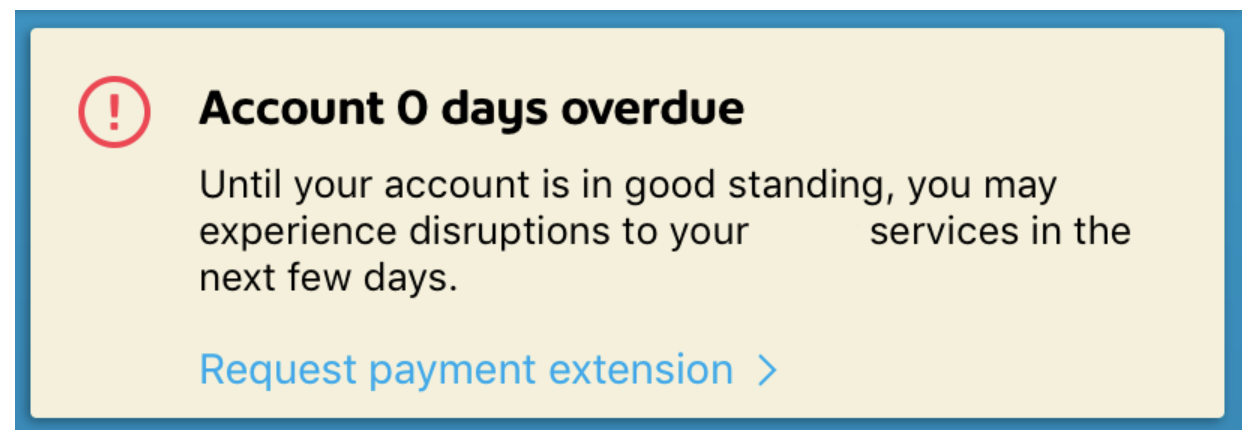 Account 0 days overdue
Until your account is in good standing, you may
experience disruptions to your services in the
next few days.
Request payment extension >